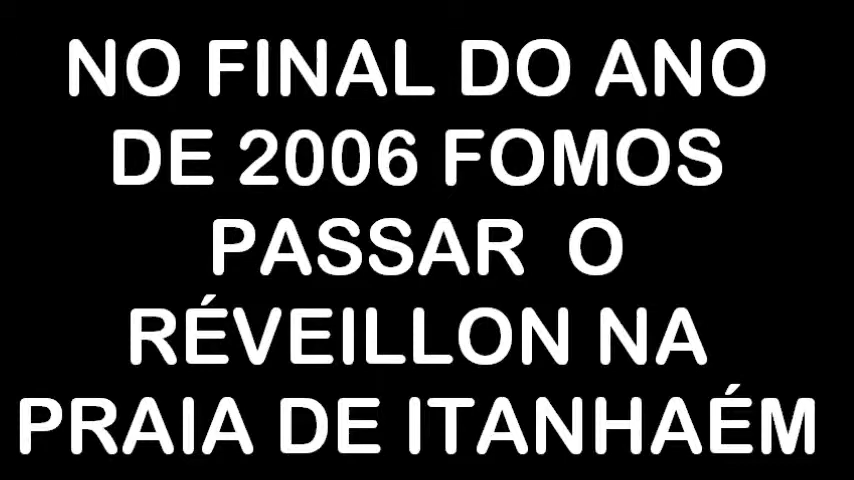 NO FINAL DO ANO
DE 2006 FOMOS
PASSAR  O
RÉVEILLON NA
PRAIA DE ITANHAÉM